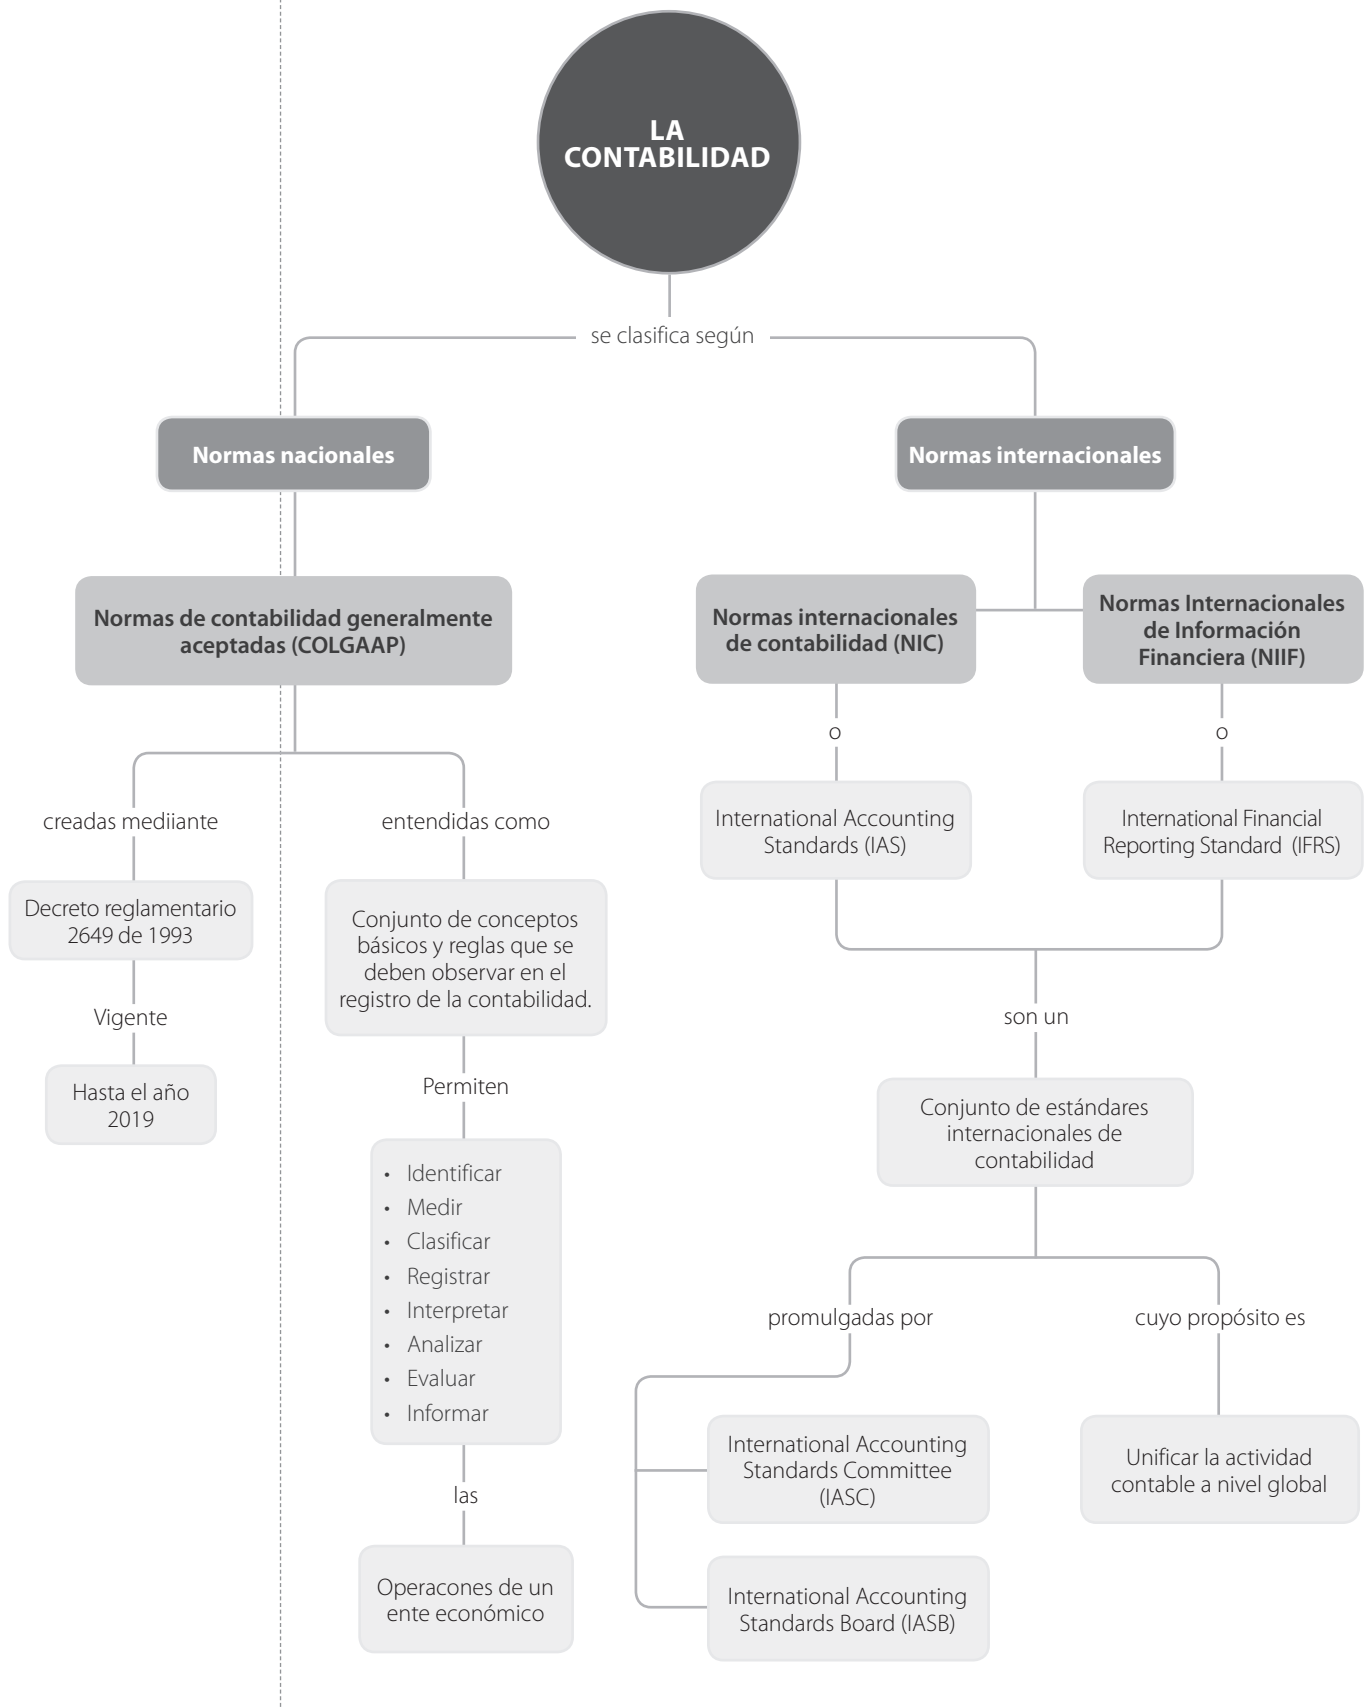 LA
CONTABILIDAD
se clasifica según
Normas nacionales
Normas internacionales
Normas de contabilidad generalmente
aceptadas (COLGAAP)
Normas internacionales
de contabilidad (NIC)
Normas Internacionales
de Información
Financiera (NIIF)
o
o
creadas mediiante
entendidas como
International Accounting
Standards (IAS)
International Financial
Reporting Standard (IFRS)
Decreto reglamentario
2649 de 1993
Conjunto de conceptos
básicos y reglas que se
deben observar en el
registro de la contabilidad.
Vigente
son un
Hasta el año
2019
Permiten
Conjunto de estándares
internacionales de
contabilidad
• Identificar
• Medir
• Clasificar
• Registrar
• Interpretar
• Analizar
• Evaluar
• Informar
promulgadas por
cuyo propósito es
International Accounting
Standards Committee
(IASC)
Unificar la actividad
contable a nivel global
las
Operacones de un
ente económico
International Accounting
Standards Board (IASB)